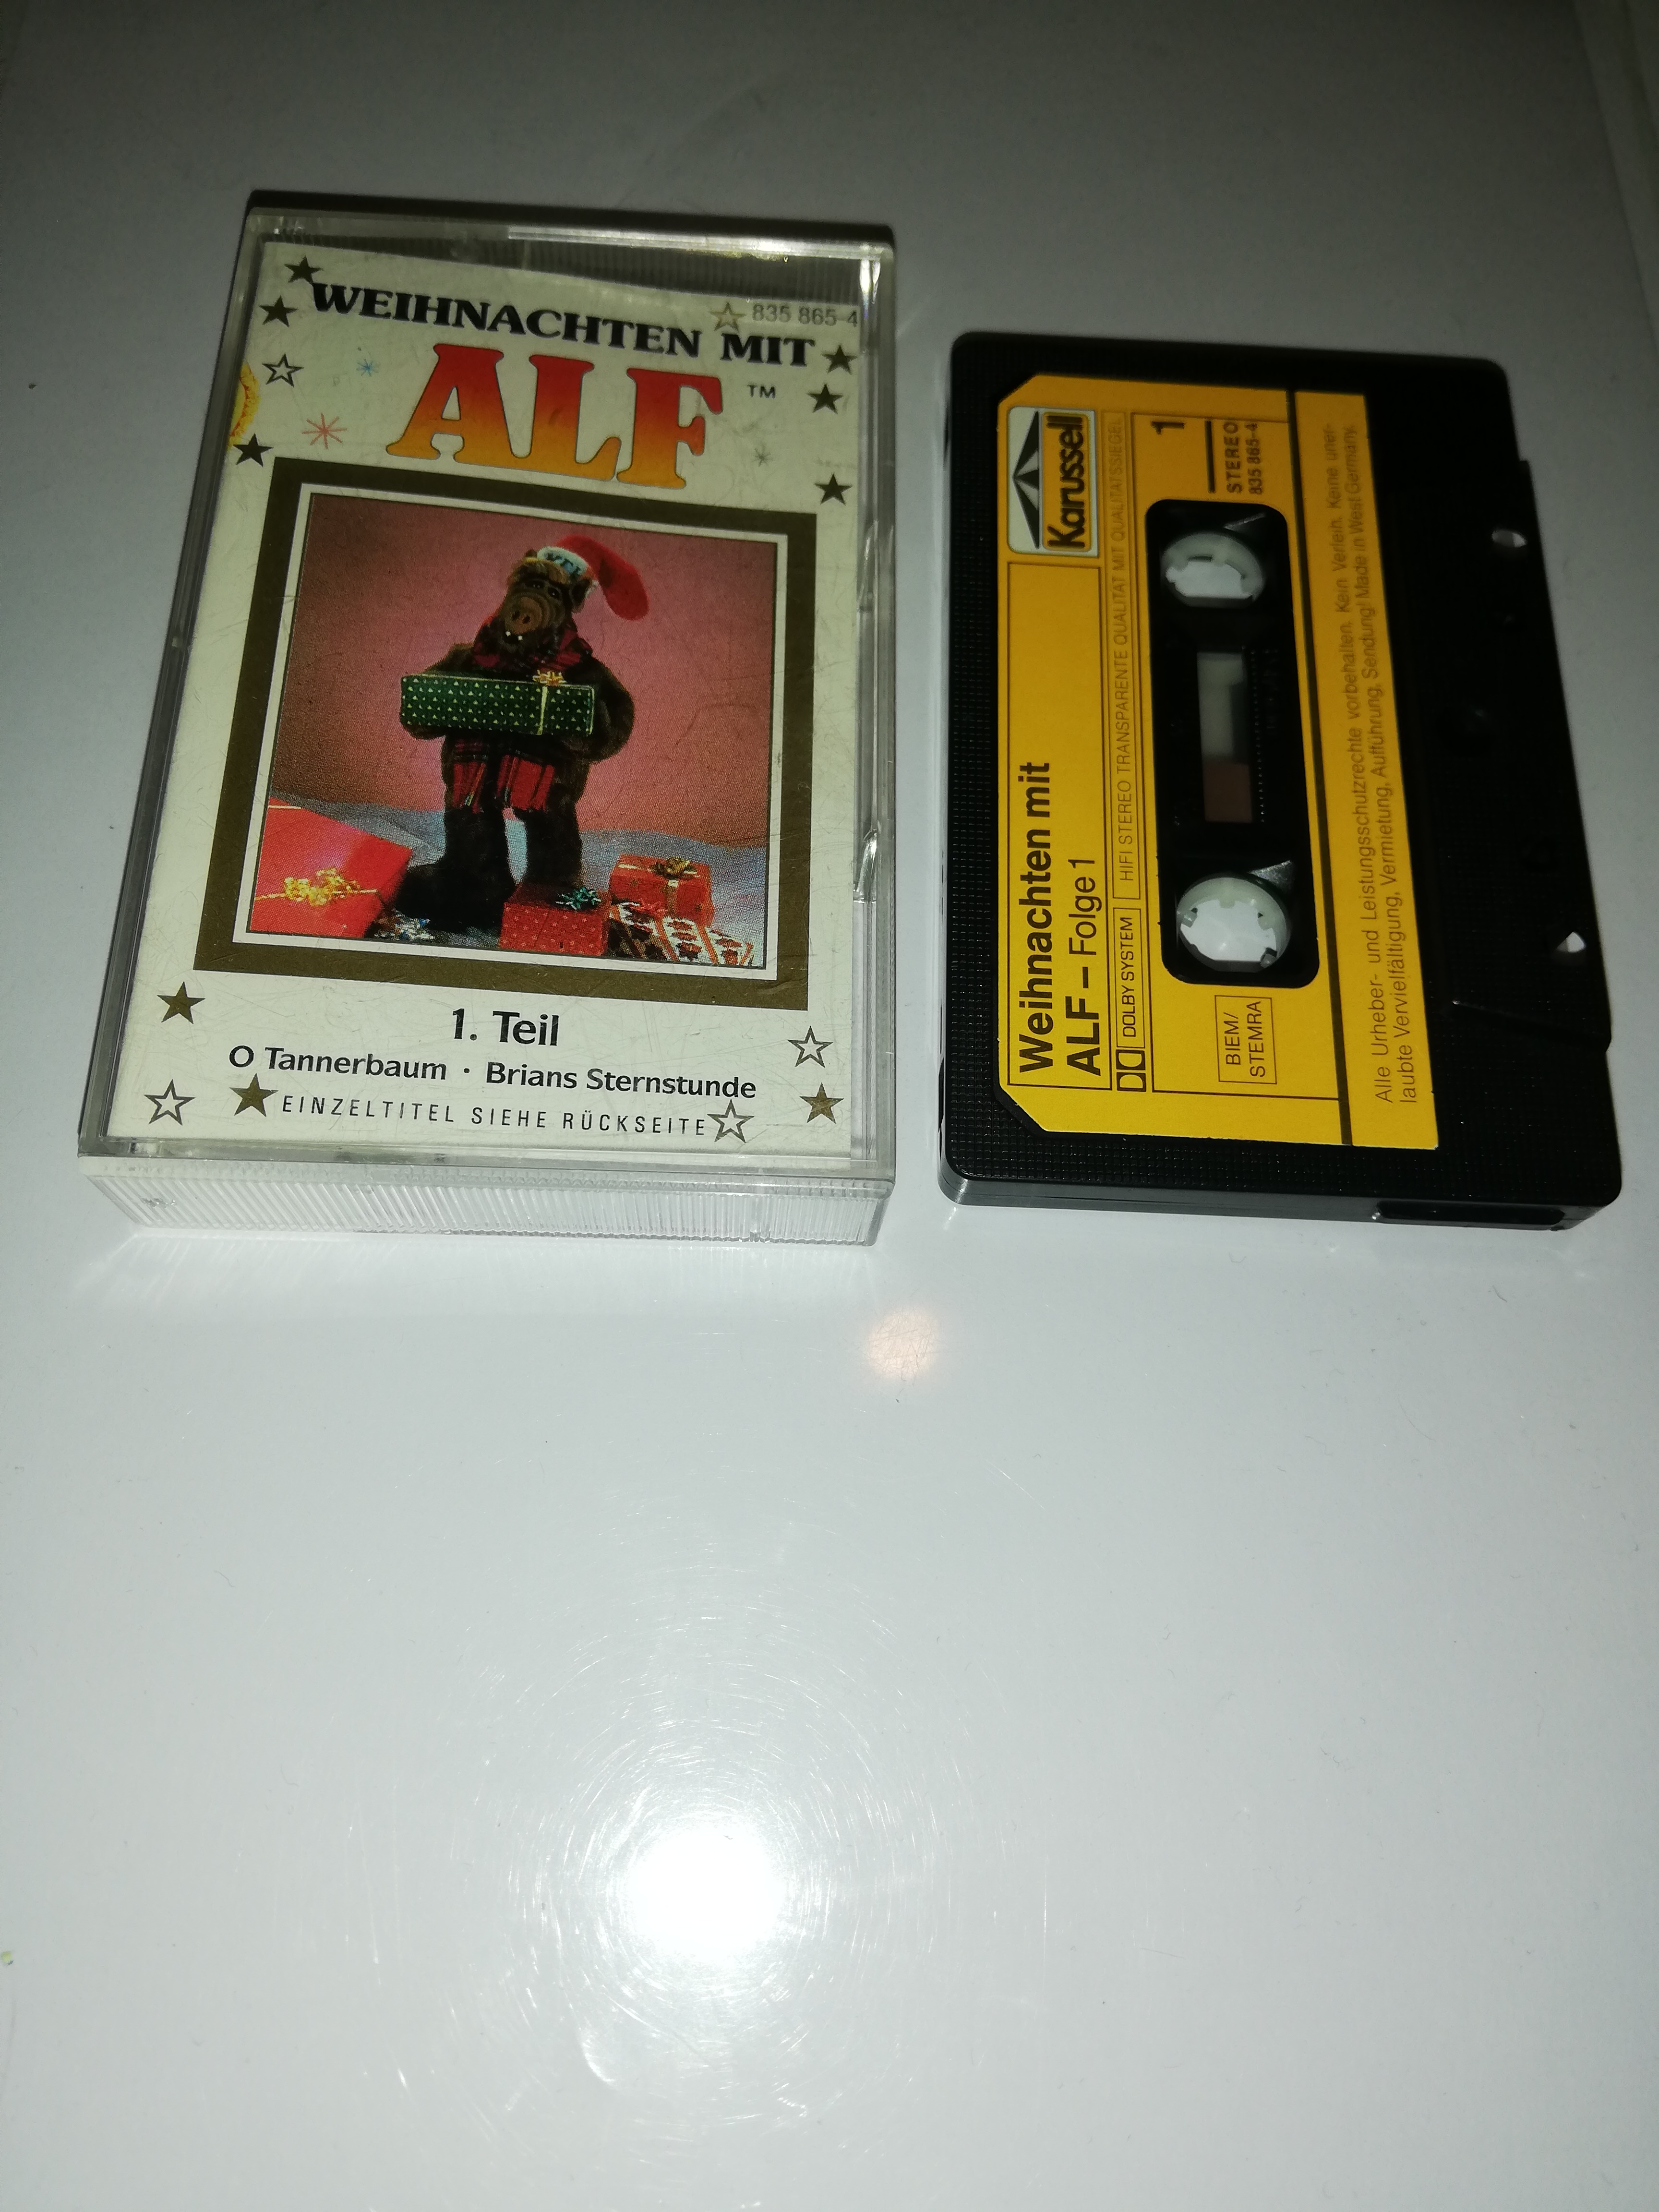 WEIHNACHTEN MIT
835 865-4
ALF ™
1. Teil
O Tannerbaum · Brians Sternstunde
EINZELTITEL SIEHE RÜCKSEITE
Karussell
Weihnachten mit
ALF – Folge 1
DOLBY SYSTEM
HIFI STEREO TRANSPARENTE QUALITÄT MIT QUALITÄTSSIEGEL
1
STEREO
835 865-4
BIEM/
STEMRA
Alle Urheber- und Leistungsschutzrechte vorbehalten. Kein Verleih. Keine uner-
laubte Vervielfältigung, Vermietung, Aufführung, Sendung! Made in West Germany.